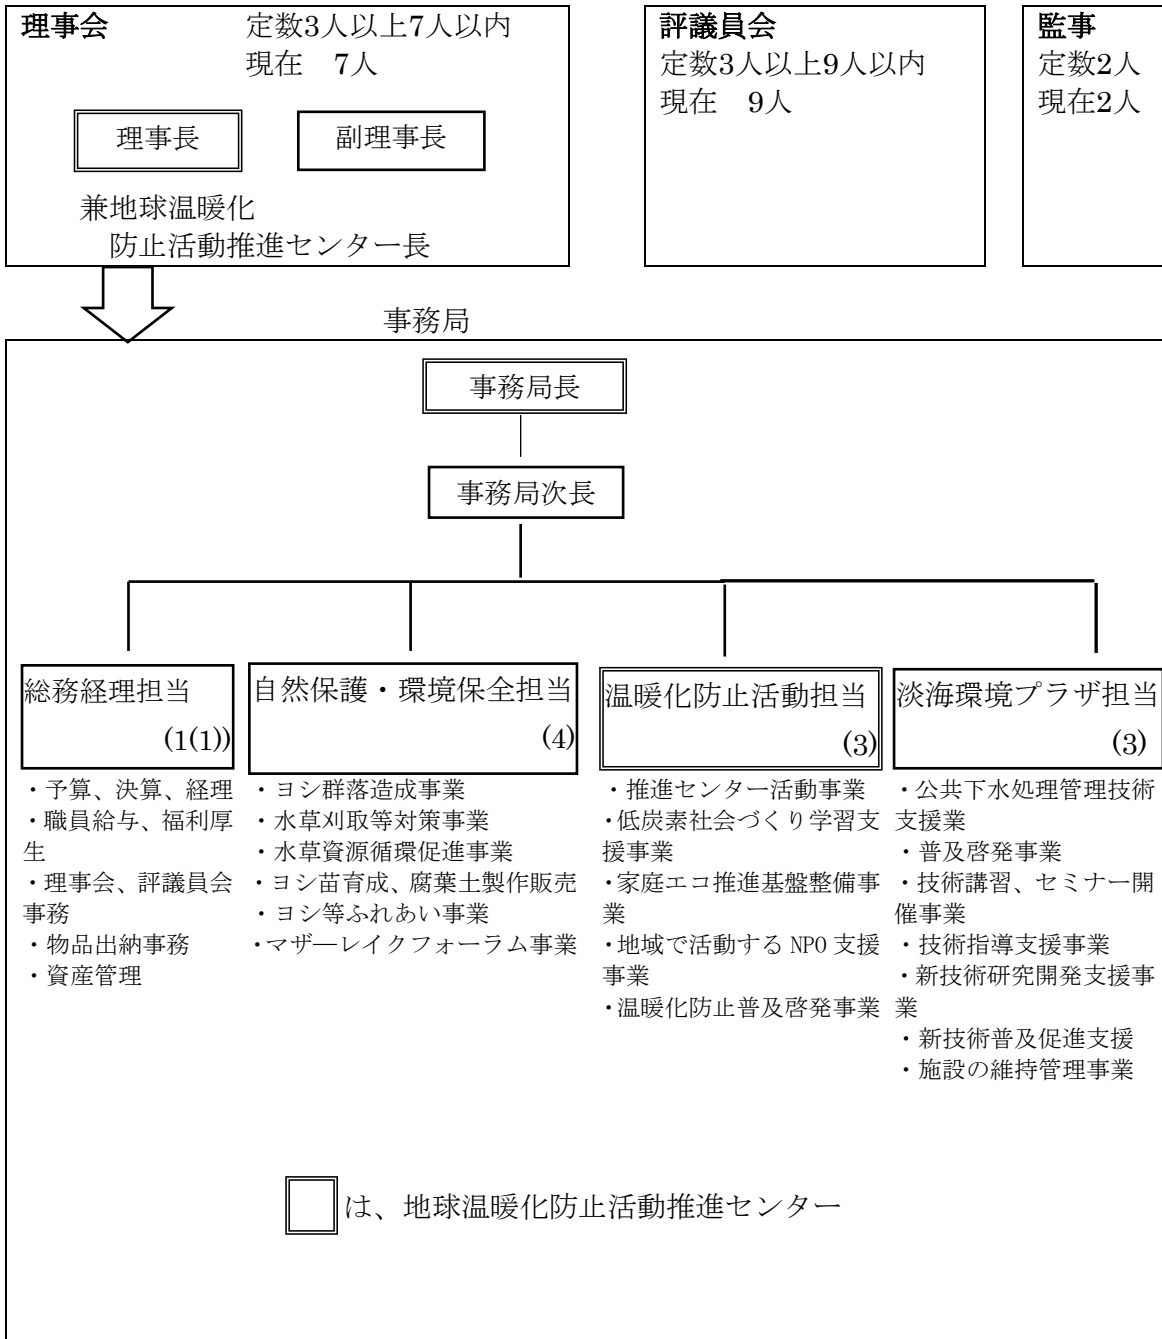 理事会 定数3人以上7人以内
現在 7人
理事長
副理事長
兼地球温暖化
防止活動推進センター長
評議員会
定数3人以上9人以内
現在 9人
監事
定数2人
現在2人
事務局
事務局長
事務局次長
総務経理担当
(1(1))
・予算、決算、経理
・職員給与、福利厚
生
・理事会、評議員会
事務
・物品出納事務
・資産管理
自然保護・環境保全担当
(4)
・ヨシ群落造成事業
・水草刈取等対策事業
・水草資源循環促進事業
・ヨシ苗育成、腐葉土製作販売
・ヨシ等ふれあい事業
・マザ―レイクフォーラム事業
温暖化防止活動担当
(3)
・推進センター活動事業
・低炭素社会づくり学習支
援事業
・家庭エコ推進基盤整備事
業
・地域で活動する NPO 支援
事業
・温暖化防止普及啓発事業
淡海環境プラザ担当
(3)
・公共下水処理管理技術
支援業
・普及啓発事業
・技術講習、セミナー開
催事業
・技術指導支援事業
・新技術研究開発支援事
業
・新技術普及促進支援
・施設の維持管理事業
は、地球温暖化防止活動推進センター